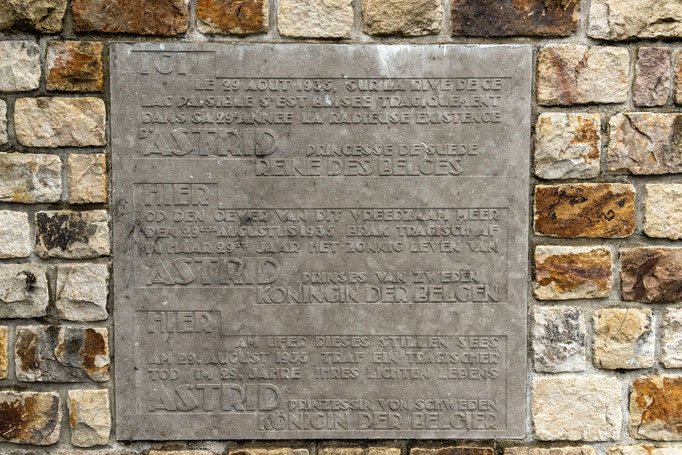 ICI
LE 29 AOUT 1935, SUR LA RIVE DE CE
LAC PAISIBLE S'EST BRISEE TRAGIQUEMENT
DANS SA 29e ANNEE LA RADIEUSE EXISTENCE
D'ASTRID PRINCESSE DE SUEDE
REINE DES BELGES
HIER
OP DEN OEVER VAN DIT VREEDZAAM MEER
DEN 29sten AUGUSTUS 1935 BRAK TRAGISCH AF
IN HAAR 29ste JAAR HET ZONNIG LEVEN VAN
ASTRID PRINSES VAN ZWEDEN
KONINGIN DER BELGEN
HIER
AM UFER DIESES STILLEN SEES
AM 29. AUGUST 1935 TRAF EIN TRAGISCHER
TOD IM 29. JAHRE IHRES LICHTEN LEBENS
ASTRID PRINZESSIN VON SCHWEDEN
KÖNIGIN DER BELGIER